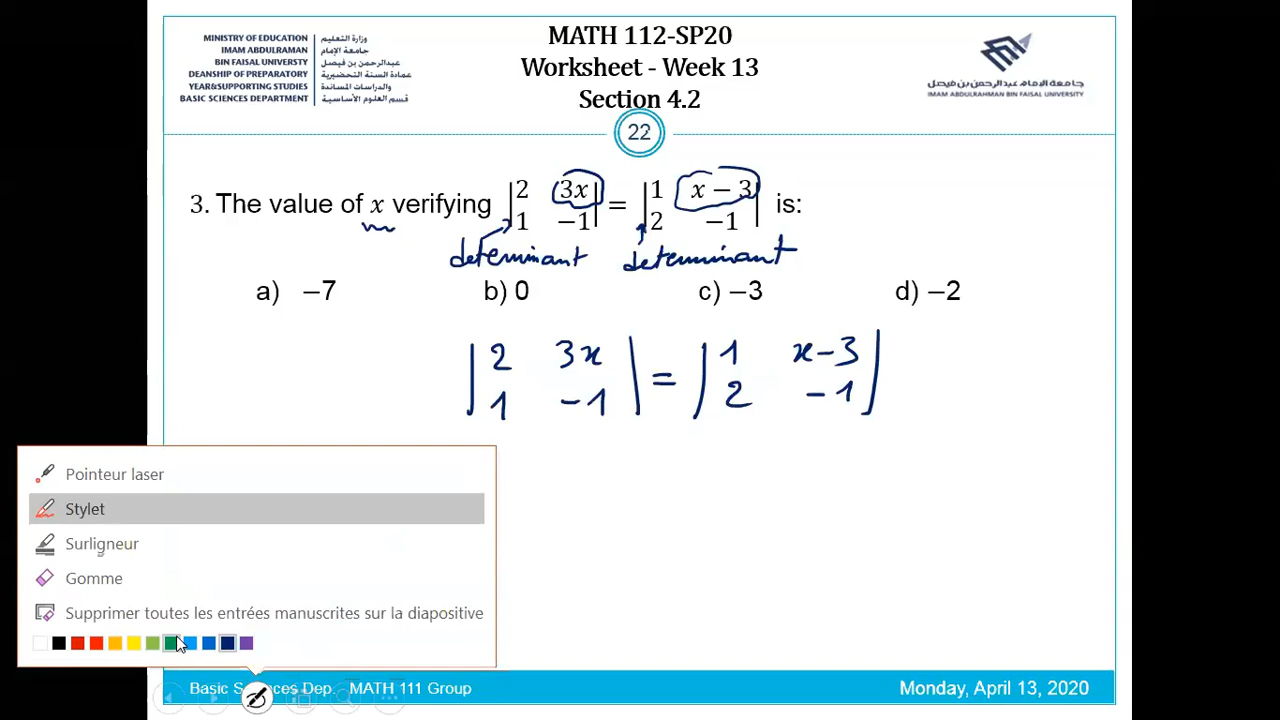 MINISTRY OF EDUCATION
IMAM ABDULRAMAN
BIN FAISAL UNIVERSTY
DEANSHIP OF PREPARATORY
YEAR&SUPPORTING STUDIES
BASIC SCIENCES DEPARTMENT
وزارة التعليم
جامعة الإمام
عبدالرحمن بن فيصل
عمادة السنة التحضيرية
والدراسات المساندة
قسم العلوم الأساسية
MATH 112-SP20
Worksheet - Week 13
Section 4.2
جامعة الإمام عبدالرحمن بن فيصل
IMAM ABDULRAHMAN BIN FAISAL UNIVERSITY
22
3. The value of x verifying |2 3x| = |1 x − 3| is:
|1 −1| |2 −1|
determinant determinant
a) −7 b) 0 c) −3 d) −2
|2 3x| = |1 x-3|
|1 -1| |2 -1|
Pointeur laser
Stylet
Surligneur
Gomme
Supprimer toutes les entrées manuscrites sur la diapositive
Basic Sciences Dep. MATH 111 Group
Monday, April 13, 2020